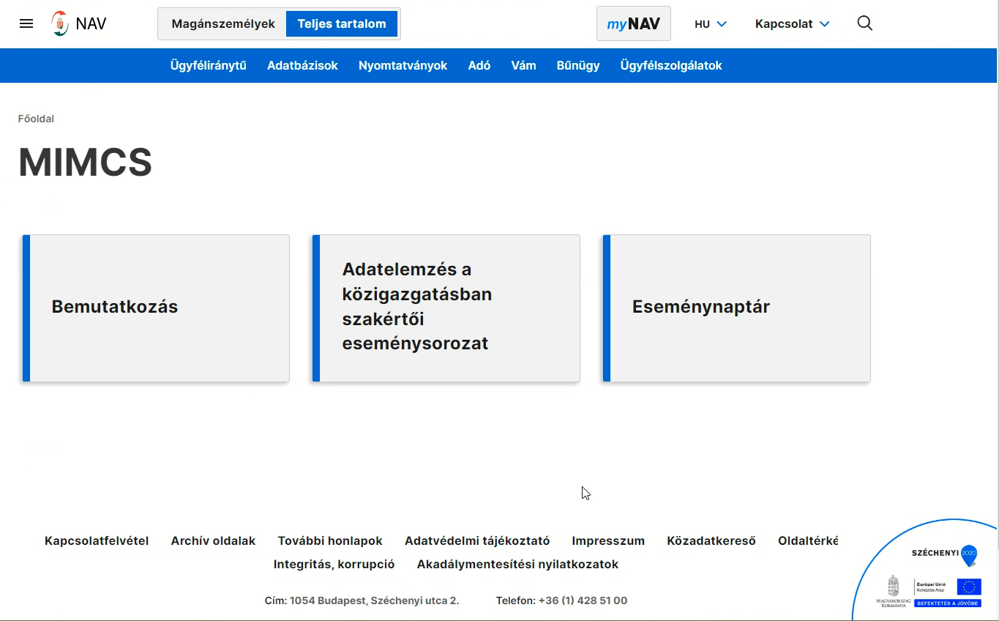 NAV
Magánszemélyek
Teljes tartalom
myNAV
HU
Kapcsolat
Ügyféliránytű
Adatbázisok
Nyomtatványok
Adó
Vám
Bűnügy
Ügyfélszolgálatok
Főoldal
MIMCS
Bemutatkozás
Adatelemzés a
közigazgatásban
szakértői
eseménysorozat
Eseménynaptár
Kapcsolatfelvétel
Archív oldalak
További honlapok
Adatvédelmi tájékoztató
Impresszum
Közadatkereső
Oldaltérké
Integritás, korrupció
Akadálymentesítési nyilatkozatok
Cím: 1054 Budapest, Széchenyi utca 2.
Telefon: +36 (1) 428 51 00
SZÉCHENYI 2020
Magyarország
Kormánya
Európai Unió
Kohéziós Alap
BEFEKTETÉS A JÖVŐBE